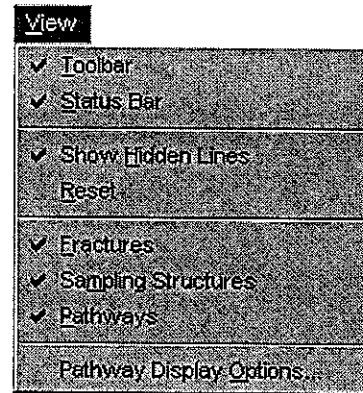 View
Toolbar
Status Bar
Show Hidden Lines
Reset
Fractures
Sampling Structures
Pathways
Pathway Display Options...